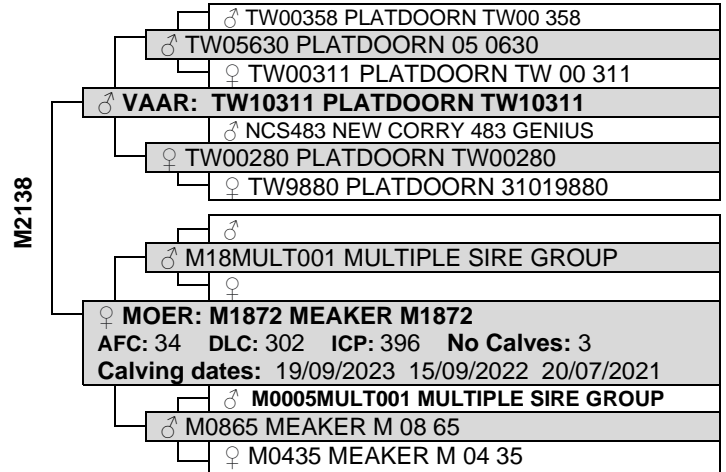 ♂ TW00358 PLATDOORN TW00 358
♂ TW05630 PLATDOORN 05 0630
♀ TW00311 PLATDOORN TW 00 311
♂ VAAR: TW10311 PLATDOORN TW10311
♂ NCS483 NEW CORRY 483 GENIUS
♀ TW00280 PLATDOORN TW00280
♀ TW9880 PLATDOORN 31019880
M2138
♂
♂ M18MULT001 MULTIPLE SIRE GROUP
♀
♀ MOER: M1872 MEAKER M1872
AFC: 34 DLC: 302 ICP: 396 No Calves: 3
Calving dates: 19/09/2023 15/09/2022 20/07/2021
♂ M0005MULT001 MULTIPLE SIRE GROUP
♂ M0865 MEAKER M 08 65
♀ M0435 MEAKER M 04 35